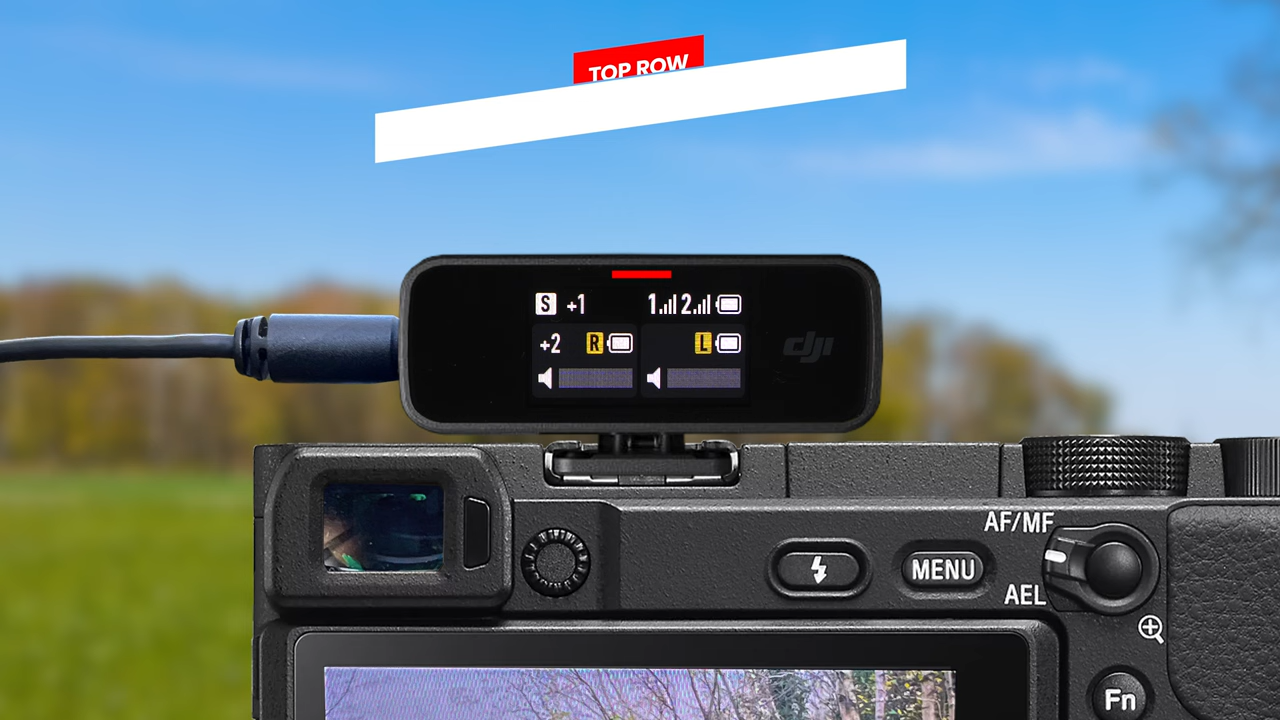 TOP ROW
S +1 1 2
+2 R L
dji
AF/MF
MENU
AEL
Fn